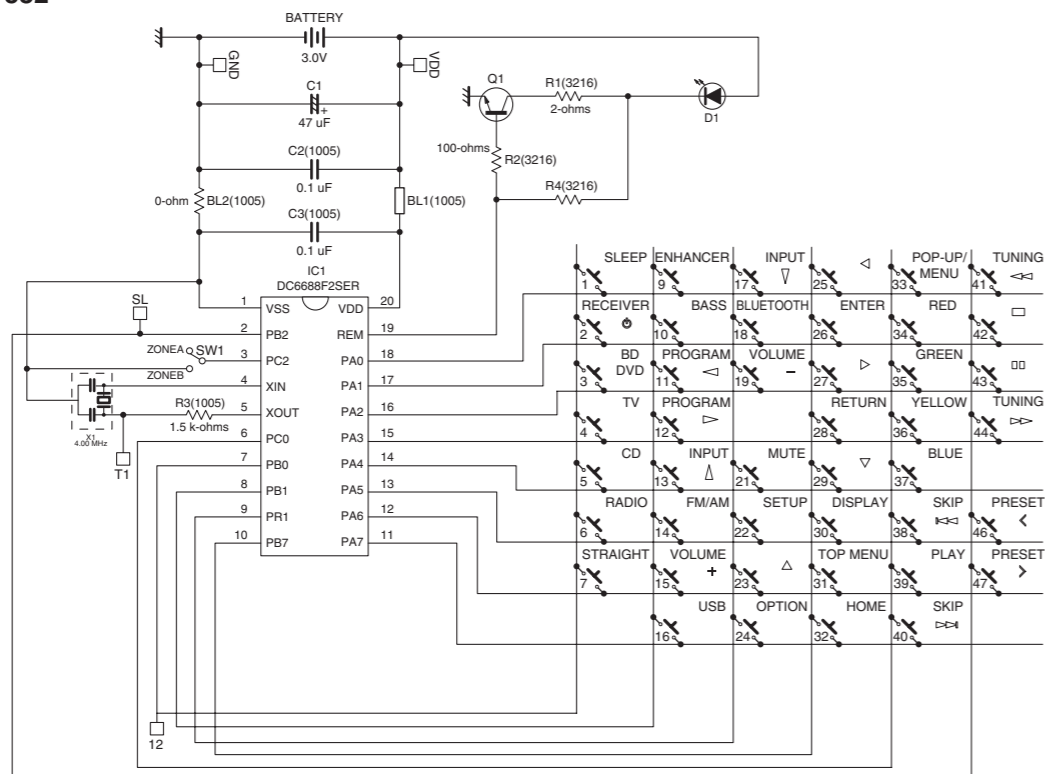 BATTERY
3.0V
GND
VDD
C1
+
47 uF
Q1
R1(3216)
2-ohms
D1
100-ohms
R2(3216)
R4(3216)
C2(1005)
0.1 uF
0-ohm
BL2(1005)
BL1(1005)
C3(1005)
0.1 uF
IC1
DC6688F2SER
SL
1 VSS VDD 20
2 PB2 REM 19
ZONEA SW1 3 PC2 PA0 18
ZONEB 4 XIN PA1 17
R3(1005) 5 XOUT PA2 16
1.5 k-ohms
X1
4.00 MHz
T1
6 PC0 PA3 15
7 PB0 PA4 14
8 PB1 PA5 13
9 PR1 PA6 12
10 PB7 PA7 11
12
SLEEP ENHANCER INPUT POP-UP/ MENU TUNING
1 9 17 25 33 41
RECEIVER BASS BLUETOOTH ENTER RED
2 10 18 26 34 42
BD DVD PROGRAM VOLUME – GREEN
3 11 19 27 35 43
TV PROGRAM RETURN YELLOW TUNING
4 12 28 36 44
CD INPUT MUTE BLUE
5 13 21 29 37
RADIO FM/AM SETUP DISPLAY SKIP PRESET
6 14 22 30 38 46
STRAIGHT VOLUME + TOP MENU PLAY PRESET
7 15 23 31 39 47
USB OPTION HOME SKIP
16 24 32 40